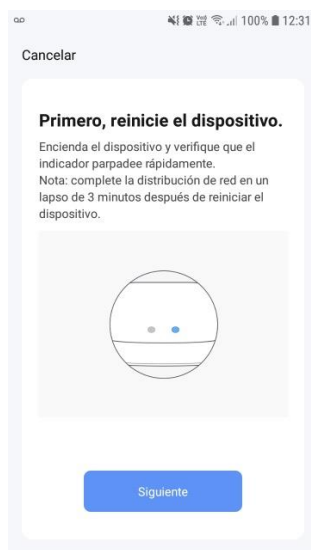 100% 12:31
Cancelar
Primero, reinicie el dispositivo.
Encienda el dispositivo y verifique que el
indicador parpadee rápidamente.
Nota: complete la distribución de red en un
lapso de 3 minutos después de reiniciar el
dispositivo.
Siguiente